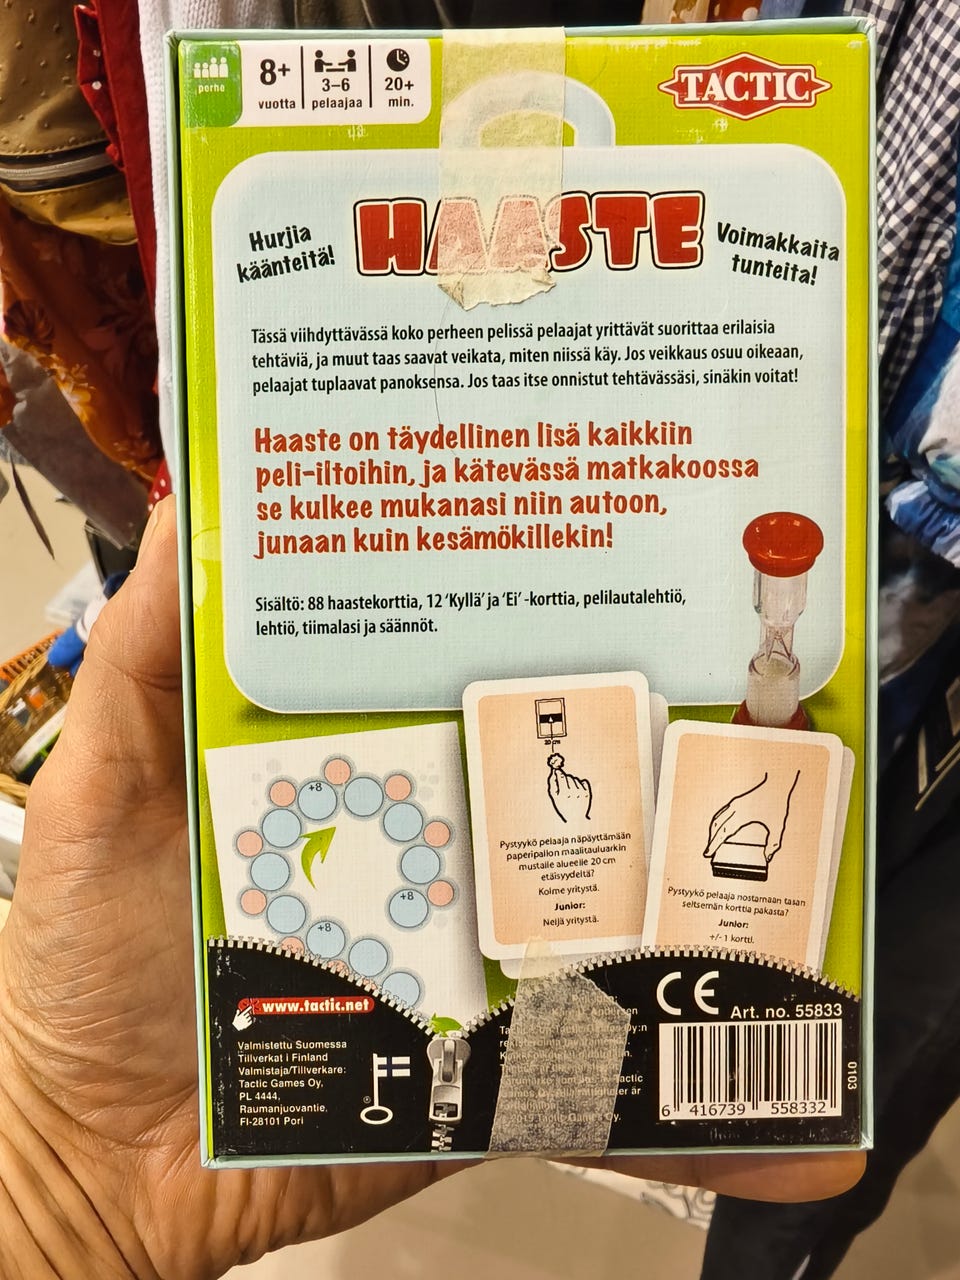 perhe
8+
vuotta
3–6
pelaajaa
20+
min.
TACTIC
Hurjia
käänteitä!
HAASTE
Voimakkaita
tunteita!
Tässä viihdyttävässä koko perheen pelissä pelaajat yrittävät suorittaa erilaisia
tehtäviä, ja muut taas saavat veikata, miten niissä käy. Jos veikkaus osuu oikeaan,
pelaajat tuplaavat panoksensa. Jos taas itse onnistut tehtävässäsi, sinäkin voitat!
Haaste on täydellinen lisä kaikkiin
peli-iltoihin, ja kätevässä matkakoossa
se kulkee mukanasi niin autoon,
junaan kuin kesämökillekin!
Sisältö: 88 haastekorttia, 12 'Kyllä' ja 'Ei' -korttia, pelilautalehtiö,
lehtiö, tiimalasi ja säännöt.
+8
+8
+8
20 cm
Pystyykö pelaaja näpäyttämään
paperipallon maalitauluarkin
mustalle alueelle 20 cm
etäisyydeltä?
Kolme yritystä.
Junior:
Neljä yritystä.
Pystyykö pelaaja nostamaan tasan
seitsemän korttia pakasta?
Junior:
+/- 1 kortti.
www.tactic.net
Valmistettu Suomessa
Tillverkat i Finland
Valmistaja/Tillverkare:
Tactic Games Oy,
PL 4444,
Raumanjuovantie,
FI-28101 Pori
CE
Art. no. 55833
0103
6 416739 558332